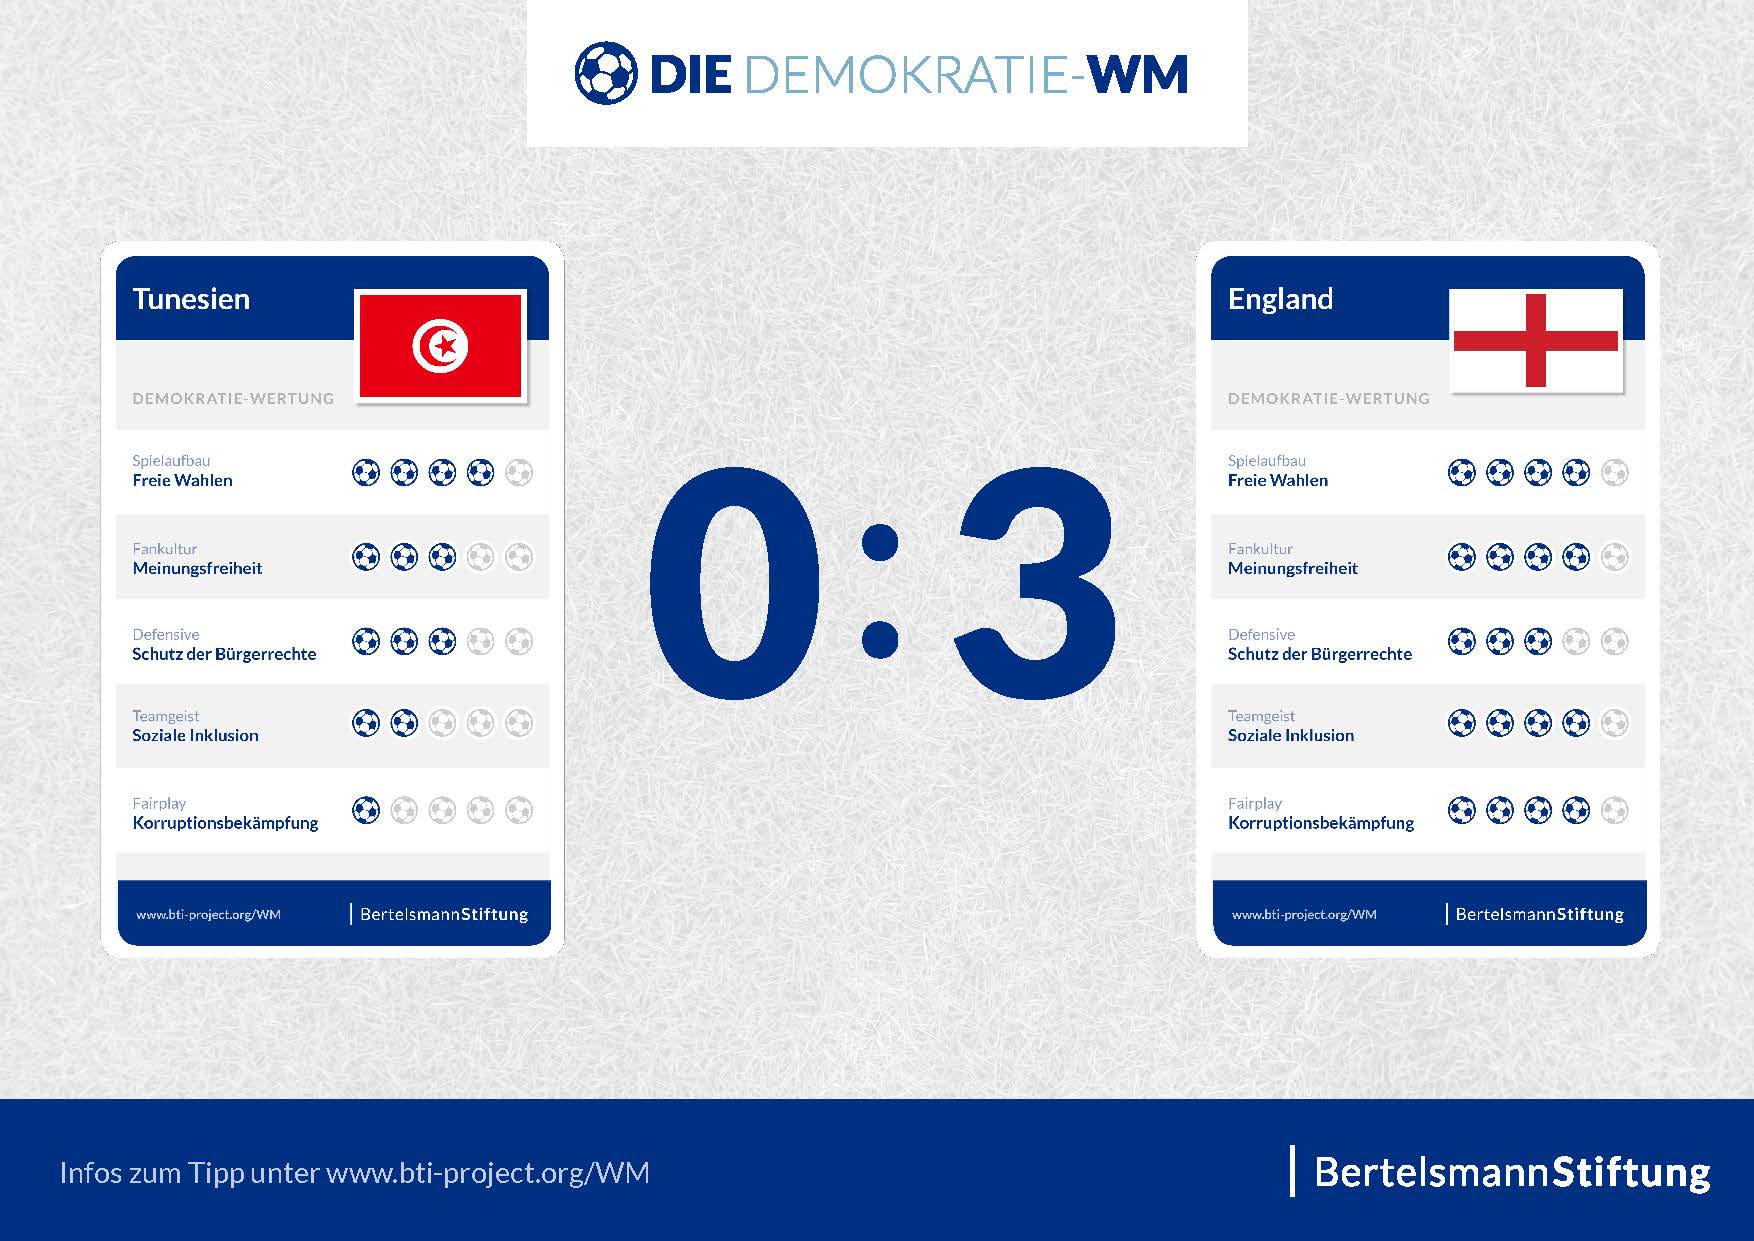 DIE DEMOKRATIE-WM
Tunesien
DEMOKRATIE-WERTUNG
Spielaufbau
Freie Wahlen
Fankultur
Meinungsfreiheit
Defensive
Schutz der Bürgerrechte
Teamgeist
Soziale Inklusion
Fairplay
Korruptionsbekämpfung
www.bti-project.org/WM
BertelsmannStiftung
0:3
England
DEMOKRATIE-WERTUNG
Spielaufbau
Freie Wahlen
Fankultur
Meinungsfreiheit
Defensive
Schutz der Bürgerrechte
Teamgeist
Soziale Inklusion
Fairplay
Korruptionsbekämpfung
www.bti-project.org/WM
BertelsmannStiftung
Infos zum Tipp unter www.bti-project.org/WM
BertelsmannStiftung